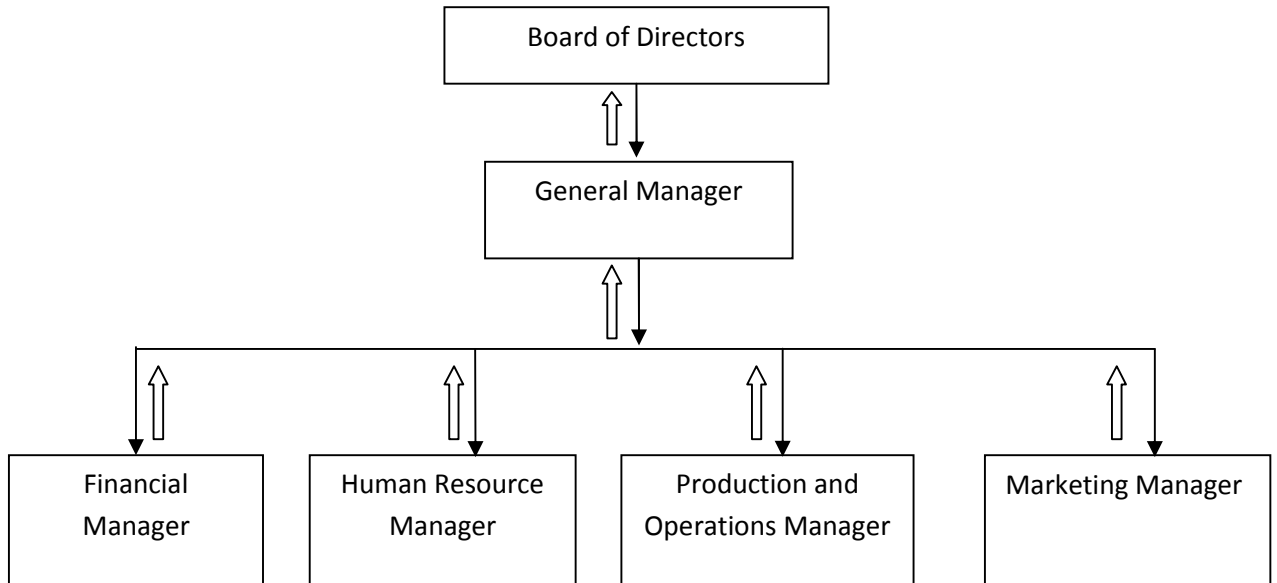 Board of Directors
General Manager
Financial
Manager
Human Resource
Manager
Production and
Operations Manager
Marketing Manager